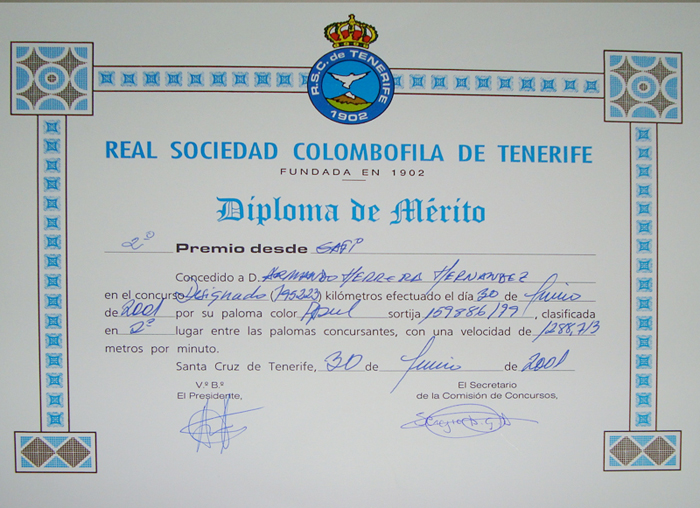 R.S.C. de TENERIFE
1902
REAL SOCIEDAD COLOMBOFILA DE TENERIFE
FUNDADA EN 1902
Diploma de Mérito
2º Premio desde SAFI
Concedido a D. ARMANDO HERRERA HERNANDEZ
en el concurso Designado (795223) kilómetros efectuado el día 30 de Junio
de 2001 por su paloma color Azul sortija 159886/99, clasificada
en 2º lugar entre las palomas concursantes, con una velocidad de 1288,713
metros por minuto.
Santa Cruz de Tenerife, 30 de Junio de 2001
V.º B.º El Secretario
El Presidente, de la Comisión de Concursos,